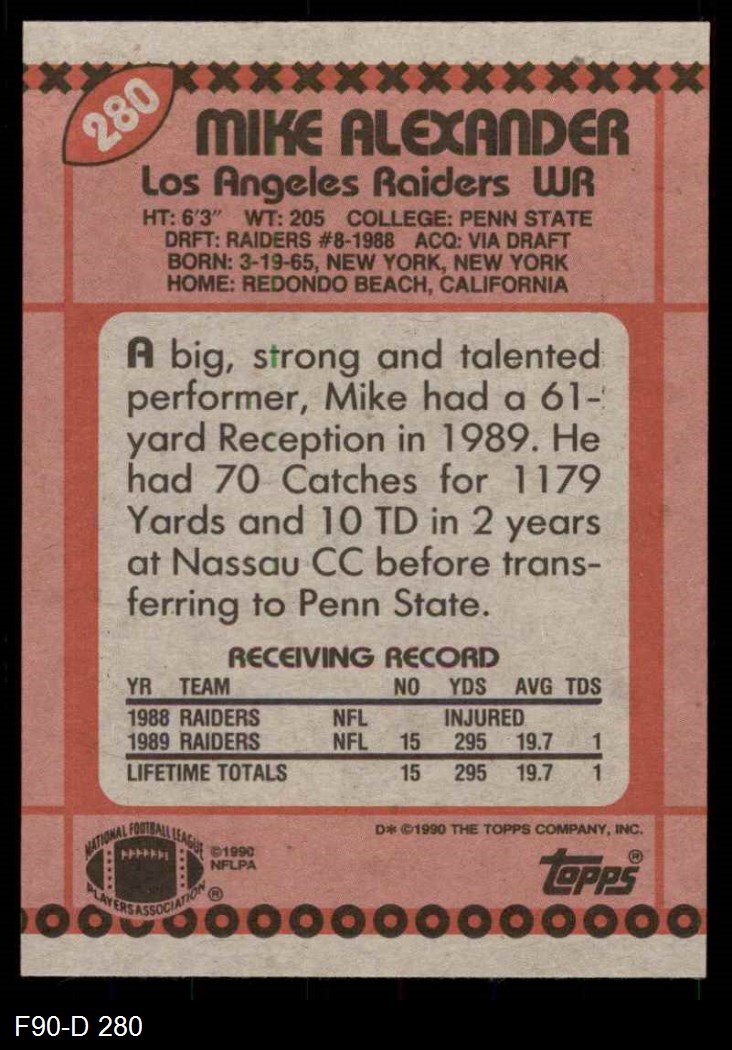 280
MIKE ALEXANDER
Los Angeles Raiders WR
HT: 6'3" WT: 205 COLLEGE: PENN STATE
DRFT: RAIDERS #8-1988 ACQ: VIA DRAFT
BORN: 3-19-65, NEW YORK, NEW YORK
HOME: REDONDO BEACH, CALIFORNIA
A big, strong and talented
performer, Mike had a 61-
yard Reception in 1989. He
had 70 Catches for 1179
Yards and 10 TD in 2 years
at Nassau CC before trans-
ferring to Penn State.
RECEIVING RECORD
YR TEAM NO YDS AVG TDS
1988 RAIDERS NFL INJURED
1989 RAIDERS NFL 15 295 19.7 1
LIFETIME TOTALS 15 295 19.7 1
D* ©1990 THE TOPPS COMPANY, INC.
NATIONAL FOOTBALL LEAGUE
PLAYERS ASSOCIATION ®
©1990
NFLPA
topps®
F90-D 280